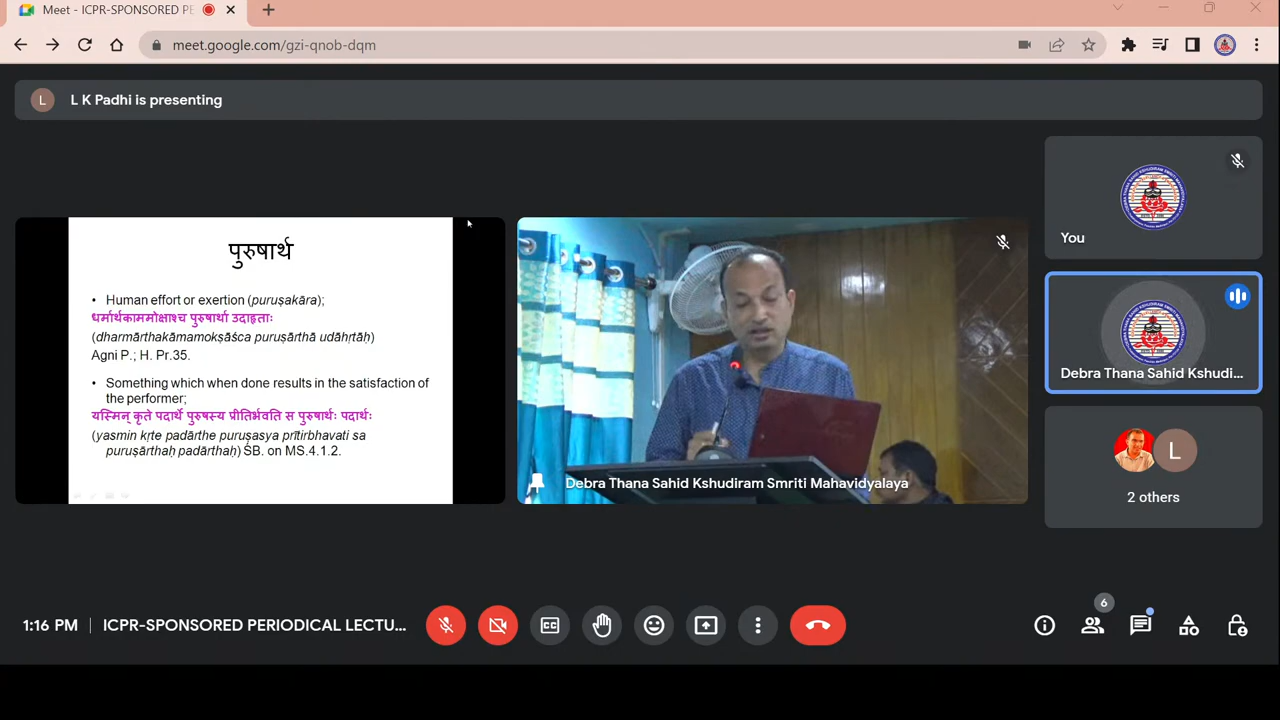 Meet - ICPR-SPONSORED PE
meet.google.com/gzi-qnob-dqm
L
L K Padhi is presenting
पुरुषार्थ
• Human effort or exertion (puruṣakāra);
धर्मार्थकाममोक्षाश्च पुरुषार्था उदाहृताः
(dharmārthakāmamokṣāśca puruṣārthā udāhṛtāḥ)
Agni P.; H. Pr.35.
• Something which when done results in the satisfaction of
the performer;
यस्मिन् कृते पदार्थे पुरुषस्य प्रीतिर्भवति स पुरुषार्थः पदार्थः
(yasmin kṛte padārthe puruṣasya prītirbhavati sa
puruṣārthaḥ padārthaḥ) ŚB. on MS.4.1.2.
Debra Thana Sahid Kshudiram Smriti Mahavidyalaya
You
Debra Thana Sahid Kshudi...
L
2 others
1:16 PM | ICPR-SPONSORED PERIODICAL LECTU...
CC
6